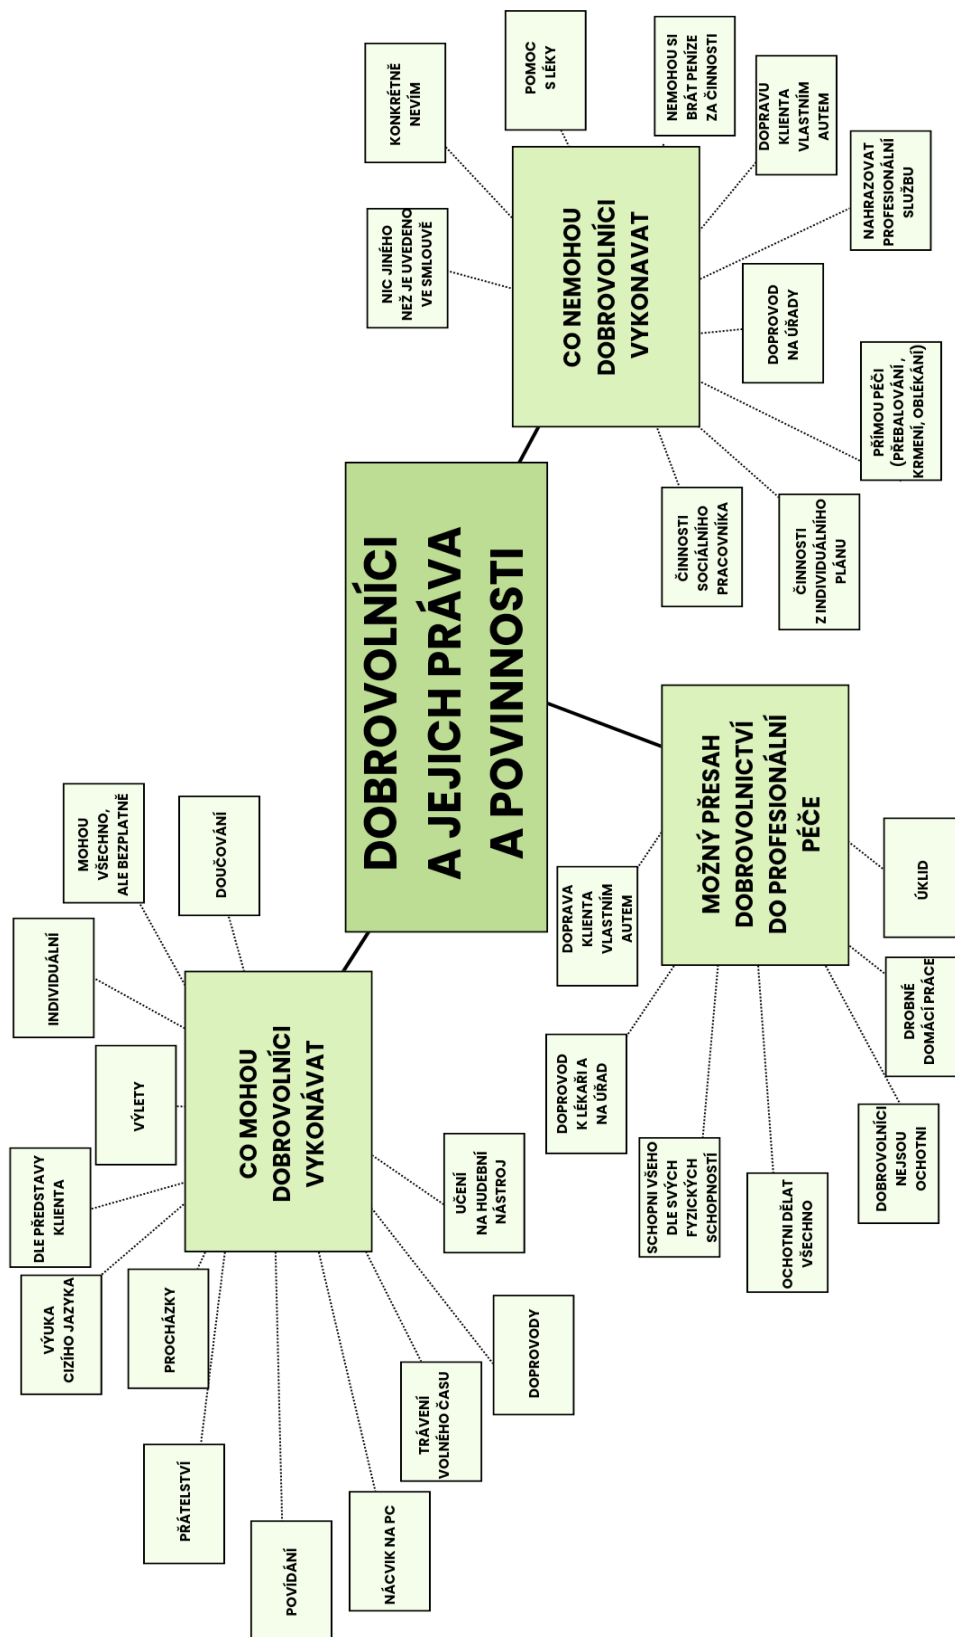 DOBROVOLNÍCI
A JEJICH PRÁVA
A POVINNOSTI
CO MOHOU
DOBROVOLNÍCI
VYKONÁVAT
POVÍDÁNÍ
PŘÁTELSTVÍ
PROCHÁZKY
VÝUKA
CIZÍHO JAZYKA
DLE PŘEDSTAVY
KLIENTA
VÝLETY
INDIVIDUÁLNÍ
MOHOU
VŠECHNO,
ALE BEZPLATNĚ
DOUČOVÁNÍ
NÁCVIK NA PC
TRÁVENÍ
VOLNÉHO ČASU
DOPROVODY
UČENÍ
NA HUDEBNÍ
NÁSTROJ
MOŽNÝ PŘESAH
DOBROVOLNICTVÍ
DO PROFESIONÁLNÍ
PÉČE
DOPRAVA
KLIENTA
VLASTNÍM
AUTEM
DOPROVOD
K LÉKAŘI A
NA ÚŘAD
SCHOPNI VŠEHO
DLE SVÝCH
FYZICKÝCH
SCHOPNOSTÍ
OCHOTNI DĚLAT
VŠECHNO
DOBROVOLNÍCI
NEJSOU
OCHOTNI
DROBNÉ
DOMÁCÍ PRÁCE
ÚKLID
CO NEMOHOU
DOBROVOLNÍCI
VYKONAVAT
NIC JINÉHO
NEŽ JE UVEDENO
VE SMLOUVĚ
KONKRÉTNĚ
NEVÍM
POMOC
S LÉKY
NEMOHOU SI
BRÁT PENÍZE
ZA ČINNOSTI
DOPRAVU
KLIENTA
VLASTNÍM
AUTEM
NAHRAZOVAT
PROFESIONÁLNÍ
SLUŽBU
DOPROVOD
NA ÚŘADY
PŘÍMOU PÉČI
(PŘEBALOVÁNÍ ,
KRMENÍ, OBLÉKÁNÍ)
ČINNOSTI
Z INDIVIDUÁLNÍHO
PLÁNU
ČINNOSTI
SOCIÁLNÍHO
PRACOVNÍKA